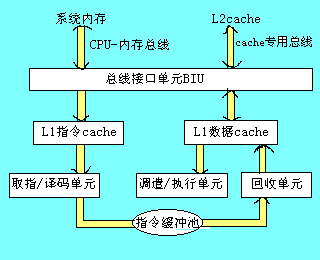 系统内存
L2cache
CPU-内存总线
cache专用总线
总线接口单元BIU
L1指令cache
L1数据cache
取指/译码单元
调遣/执行单元
回收单元
指令缓冲池